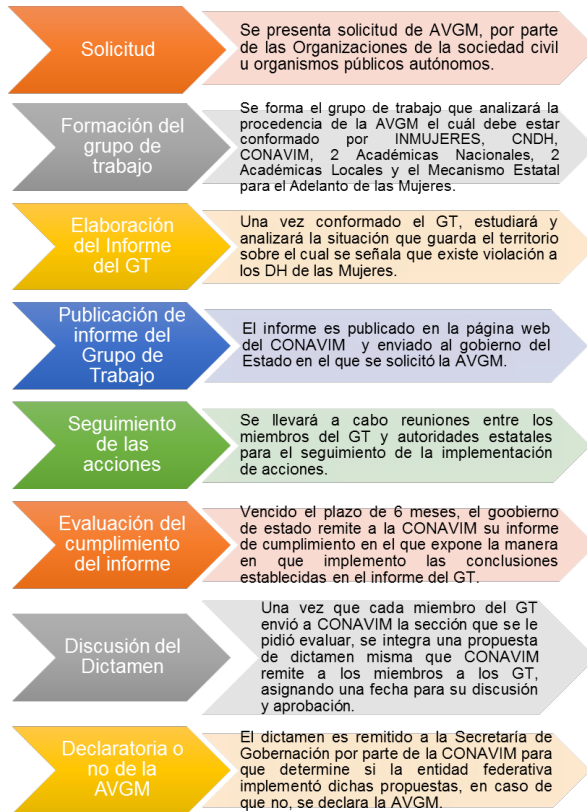 Solicitud
Se presenta solicitud de AVGM, por parte
de las Organizaciones de la sociedad civil
u organismos públicos autónomos.
Formación del
grupo de
trabajo
Se forma el grupo de trabajo que analizará la
procedencia de la AVGM el cuál debe estar
conformado por INMUJERES, CNDH,
CONAVIM, 2 Académicas Nacionales, 2
Académicas Locales y el Mecanismo Estatal
para el Adelanto de las Mujeres.
Elaboración
del Informe
del GT
Una vez conformado el GT, estudiará y
analizará la situación que guarda el territorio
sobre el cual se señala que existe violación a
los DH de las Mujeres.
Publicación de
informe del
Grupo de
Trabajo
El informe es publicado en la página web
del CONAVIM y enviado al gobierno del
Estado en el que se solicitó la AVGM.
Seguimiento
de las
acciones
Se llevará a cabo reuniones entre los
miembros del GT y autoridades estatales
para el seguimiento de la implementación
de acciones.
Evaluación del
cumplimiento
del informe
Vencido el plazo de 6 meses, el goobierno
de estado remite a la CONAVIM su informe
de cumplimiento en el que expone la manera
en que implemento las conclusiones
establecidas en el informe del GT.
Discusión del
Dictamen
Una vez que cada miembro del GT
envió a CONAVIM la sección que se le
pidió evaluar, se integra una propuesta
de dictamen misma que CONAVIM
remite a los miembros a los GT,
asignando una fecha para su discusión
y aprobación.
Declaratoria o
no de la
AVGM
El dictamen es remitido a la Secretaría de
Gobernación por parte de la CONAVIM para
que determine si la entidad federativa
implementó dichas propuestas, en caso de
que no, se declara la AVGM.